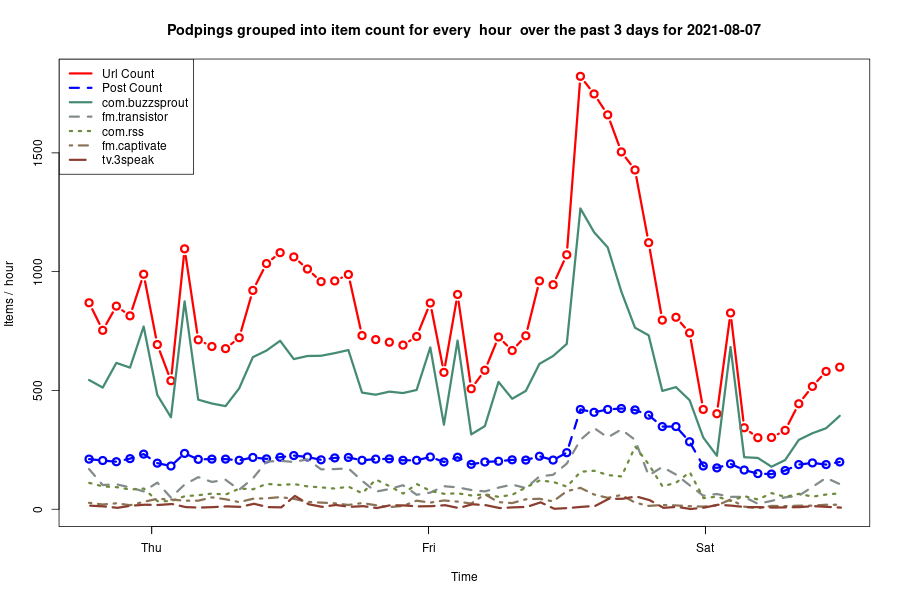 Podpings grouped into item count for every  hour  over the past 3 days for 2021-08-07
Url Count
Post Count
com.buzzsprout
fm.transistor
com.rss
fm.captivate
tv.3speak
Items /  hour
1500
1000
500
0
Thu
Fri
Sat
Time